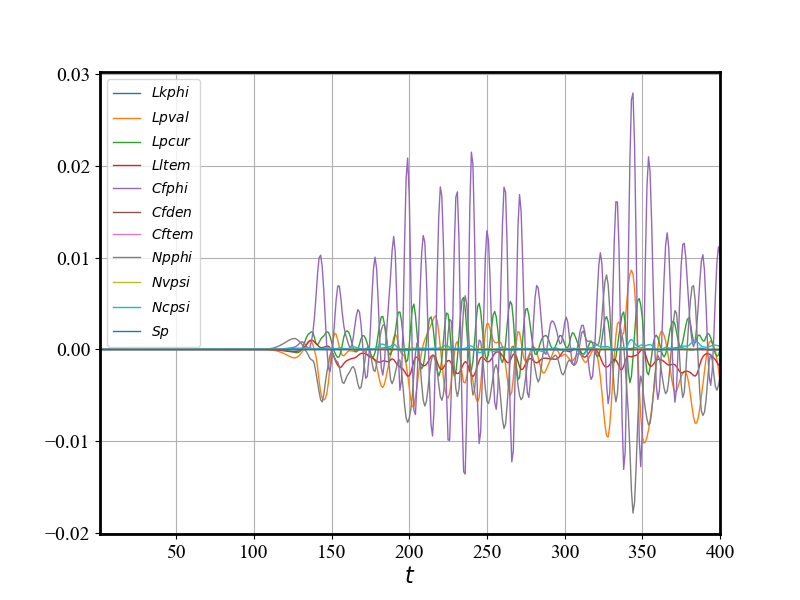 0.03
0.02
0.01
0.00
−0.01
−0.02
Lkphi
Lpval
Lpcur
Lltem
Cfphi
Cfden
Cftem
Npphi
Nvpsi
Ncpsi
Sp
50 100 150 200 250 300 350 400
t